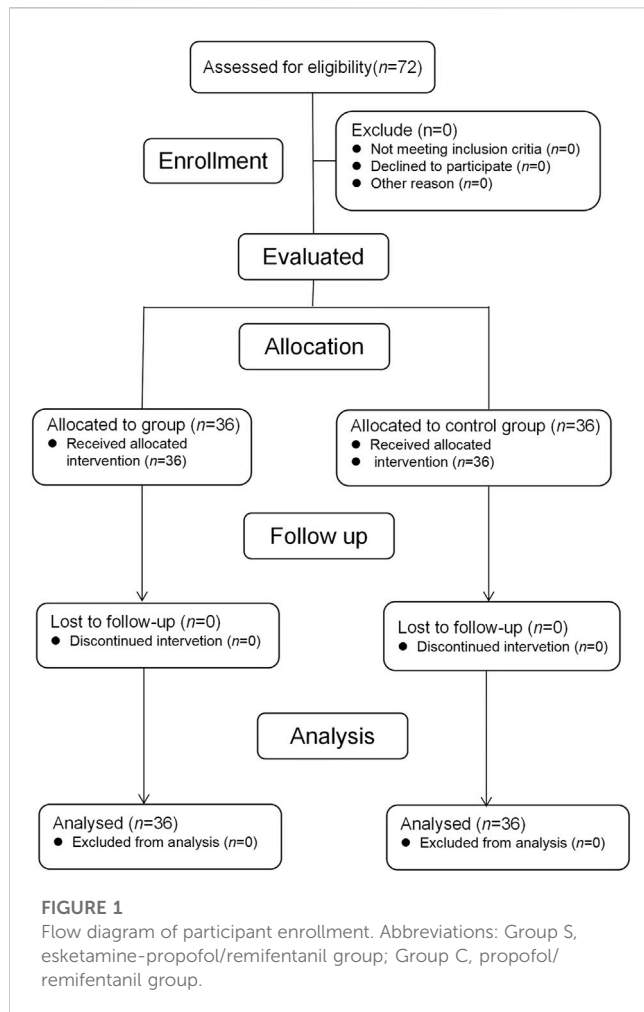 Assessed for eligibility(n=72)
Exclude (n=0)
● Not meeting inclusion critia (n=0)
● Declined to participate (n=0)
● Other reason (n=0)
Enrollment
Evaluated
Allocation
Allocated to group (n=36)
● Received allocated
intervention (n=36)
Allocated to control group (n=36)
● Received allocated
● intervention (n=36)
Follow up
Lost to follow-up (n=0)
● Discontinued intervetion (n=0)
Lost to follow-up (n=0)
● Discontinued intervetion (n=0)
Analysis
Analysed (n=36)
● Excluded from analysis (n=0)
Analysed (n=36)
● Excluded from analysis (n=0)
FIGURE 1
Flow diagram of participant enrollment. Abbreviations: Group S,
esketamine-propofol/remifentanil group; Group C, propofol/
remifentanil group.